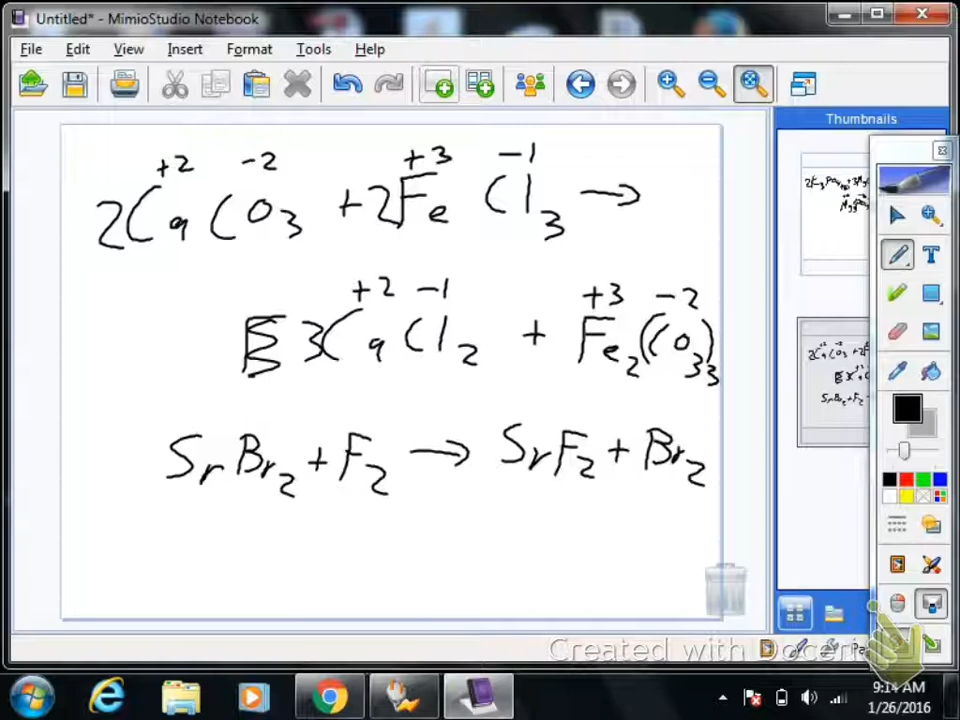 Untitled* - MimioStudio Notebook
File Edit View Insert Format Tools Help
Thumbnails
+2 -2 +3 -1
2CaCO3 + 2FeCl3 →
+2 -1 +3 -2
3CaCl2 + Fe2(CO3)3
SrBr2 + F2 → SrF2 + Br2
T
Created with Doceri
9:14 AM
1/26/2016